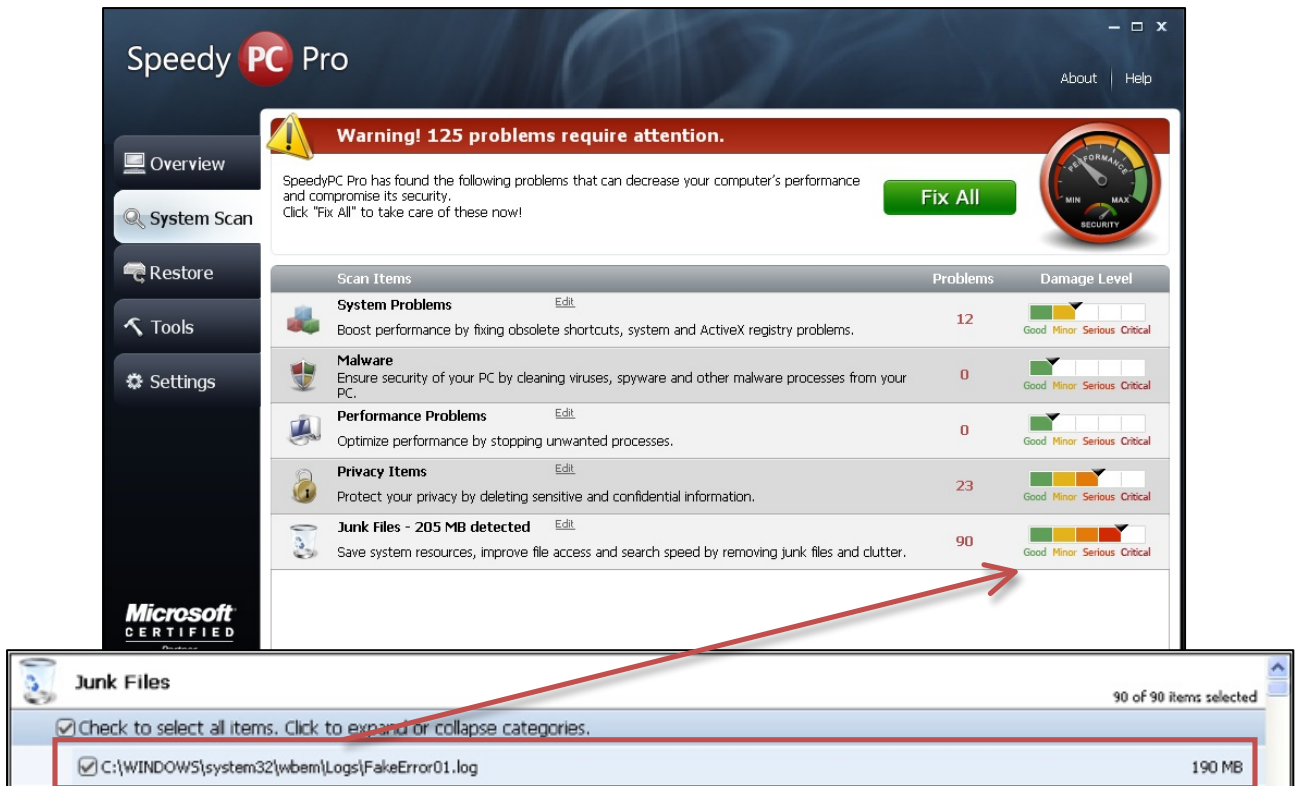 Speedy PC Pro
About | Help
Overview
System Scan
Restore
Tools
Settings
Microsoft
CERTIFIED
Partner
Warning! 125 problems require attention.
SpeedyPC Pro has found the following problems that can decrease your computer's performance
and compromise its security.
Click "Fix All" to take care of these now!
Fix All
PERFORMANCE
MIN MAX
SECURITY
Scan Items Problems Damage Level
System Problems Edit
Boost performance by fixing obsolete shortcuts, system and ActiveX registry problems.
12
Good Minor Serious Critical
Malware
Ensure security of your PC by cleaning viruses, spyware and other malware processes from your
PC.
0
Good Minor Serious Critical
Performance Problems Edit
Optimize performance by stopping unwanted processes.
0
Good Minor Serious Critical
Privacy Items Edit
Protect your privacy by deleting sensitive and confidential information.
23
Good Minor Serious Critical
Junk Files - 205 MB detected Edit
Save system resources, improve file access and search speed by removing junk files and clutter.
90
Good Minor Serious Critical
Junk Files
90 of 90 items selected
Check to select all items. Click to expand or collapse categories.
C:\WINDOWS\system32\wbem\Logs\FakeError01.log 190 MB